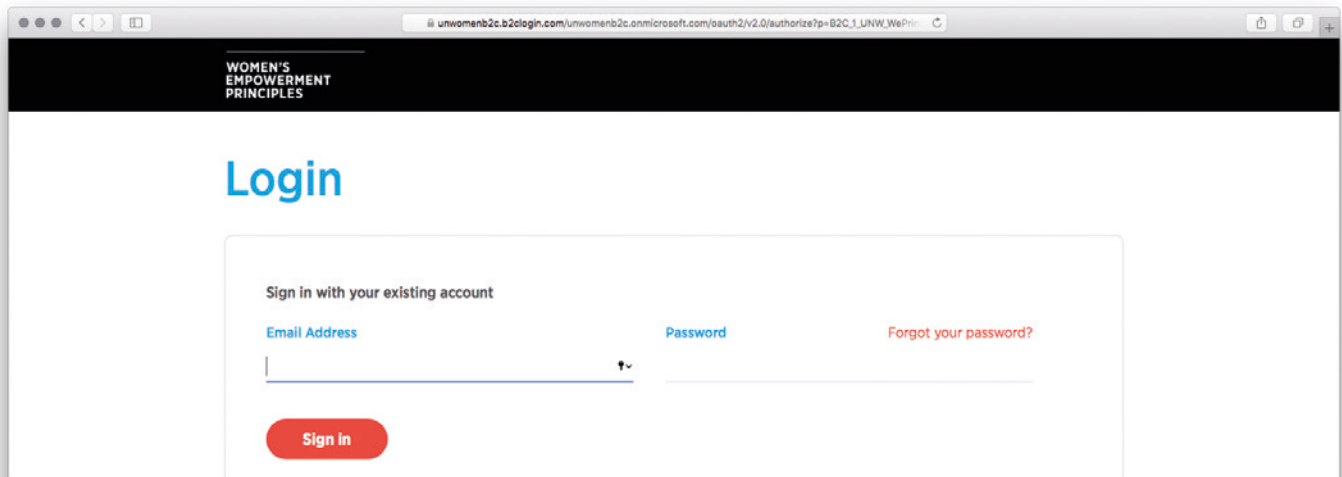 unwomenb2c.b2clogin.com/unwomenb2c.onmicrosoft.com/oauth2/v2.0/authorize?p=B2C_1_UNW_WePrin
WOMEN'S
EMPOWERMENT
PRINCIPLES
Login
Sign in with your existing account
Email Address
Password
Forgot your password?
Sign in